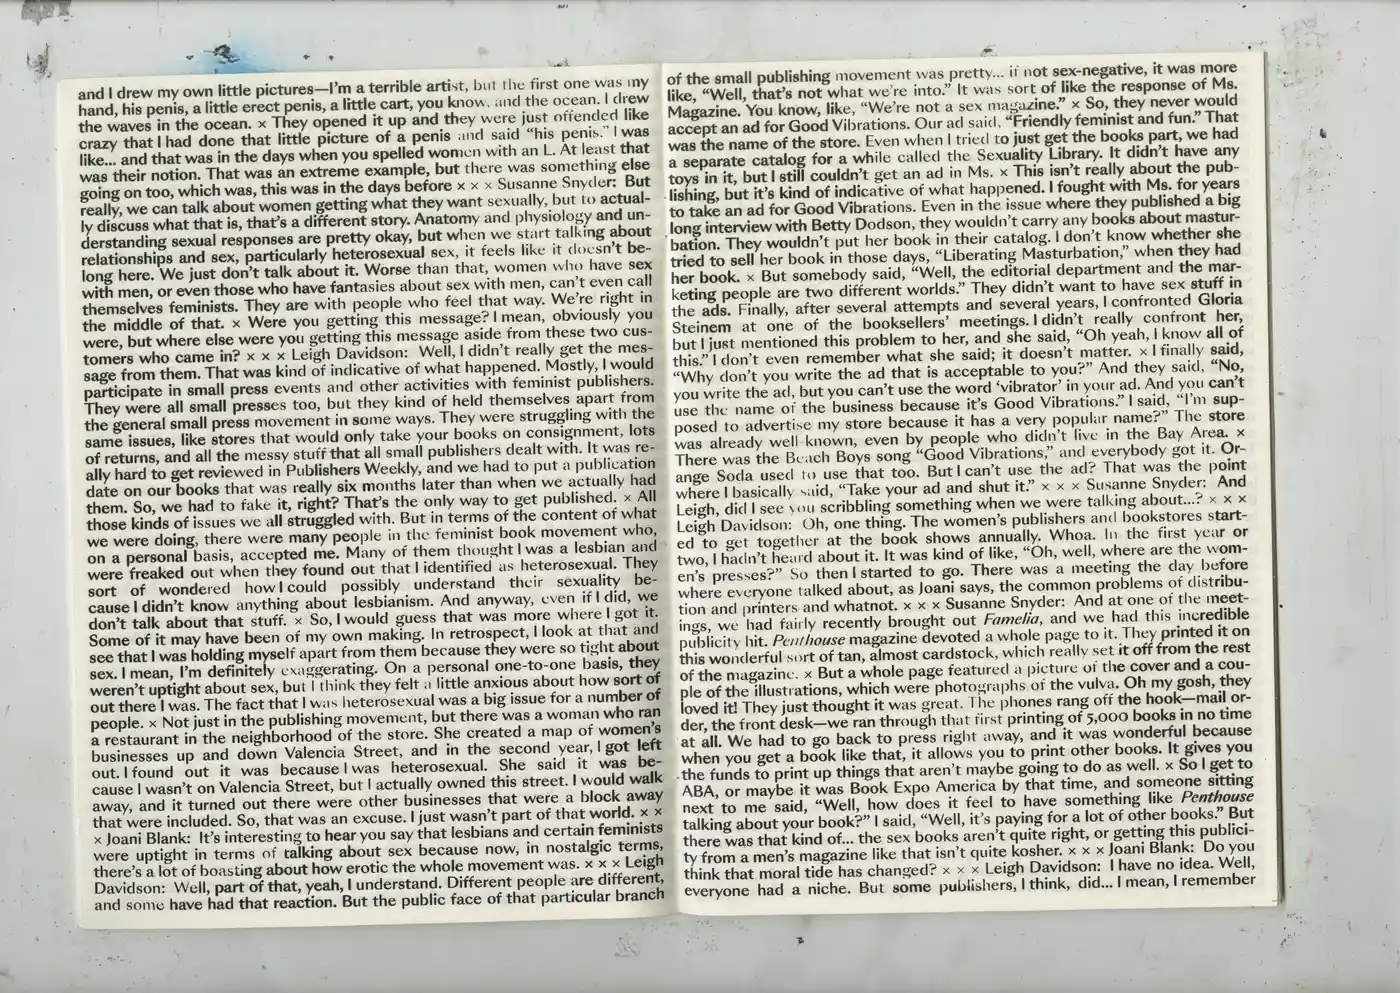 and I drew my own little pictures—I'm a terrible artist, but the first one was my
hand, his penis, a little erect penis, a little cart, you know, and the ocean. I drew
the waves in the ocean. × They opened it up and they were just offended like
crazy that I had done that little picture of a penis and said “his penis.” I was
like... and that was in the days when you spelled women with an L. At least that
was their notion. That was an extreme example, but there was something else
going on too, which was, this was in the days before × × × Susanne Snyder: But
really, we can talk about women getting what they want sexually, but to actual-
ly discuss what that is, that's a different story. Anatomy and physiology and un-
derstanding sexual responses are pretty okay, but when we start talking about
relationships and sex, particularly heterosexual sex, it feels like it doesn't be-
long here. We just don't talk about it. Worse than that, women who have sex
with men, or even those who have fantasies about sex with men, can't even call
themselves feminists. They are with people who feel that way. We're right in
the middle of that. × Were you getting this message? I mean, obviously you
were, but where else were you getting this message aside from these two cus-
tomers who came in? × × × Leigh Davidson: Well, I didn't really get the mes-
sage from them. That was kind of indicative of what happened. Mostly, I would
participate in small press events and other activities with feminist publishers.
They were all small presses too, but they kind of held themselves apart from
the general small press movement in some ways. They were struggling with the
same issues, like stores that would only take your books on consignment, lots
of returns, and all the messy stuff that all small publishers dealt with. It was re-
ally hard to get reviewed in Publishers Weekly, and we had to put a publication
date on our books that was really six months later than when we actually had
them. So, we had to fake it, right? That's the only way to get published. × All
those kinds of issues we all struggled with. But in terms of the content of what
we were doing, there were many people in the feminist book movement who,
on a personal basis, accepted me. Many of them thought I was a lesbian and
were freaked out when they found out that I identified as heterosexual. They
sort of wondered how I could possibly understand their sexuality be-
cause I didn't know anything about lesbianism. And anyway, even if I did, we
don't talk about that stuff. × So, I would guess that was more where I got it.
Some of it may have been of my own making. In retrospect, I look at that and
see that I was holding myself apart from them because they were so tight about
sex. I mean, I'm definitely exaggerating. On a personal one-to-one basis, they
weren't uptight about sex, but I think they felt a little anxious about how sort of
out there I was. The fact that I was heterosexual was a big issue for a number of
people. × Not just in the publishing movement, but there was a woman who ran
a restaurant in the neighborhood of the store. She created a map of women's
businesses up and down Valencia Street, and in the second year, I got left
out. I found out it was because I was heterosexual. She said it was be-
cause I wasn't on Valencia Street, but I actually owned this street. I would walk
away, and it turned out there were other businesses that were a block away
that were included. So, that was an excuse. I just wasn't part of that world. × ×
× Joani Blank: It's interesting to hear you say that lesbians and certain feminists
were uptight in terms of talking about sex because now, in nostalgic terms,
there's a lot of boasting about how erotic the whole movement was. × × × Leigh
Davidson: Well, part of that, yeah, I understand. Different people are different,
and some have had that reaction. But the public face of that particular branch
of the small publishing movement was pretty... if not sex-negative, it was more
like, “Well, that's not what we're into.” It was sort of like the response of Ms.
Magazine. You know, like, “We're not a sex magazine.” × So, they never would
accept an ad for Good Vibrations. Our ad said, “Friendly feminist and fun.” That
was the name of the store. Even when I tried to just get the books part, we had
a separate catalog for a while called the Sexuality Library. It didn't have any
toys in it, but I still couldn't get an ad in Ms. × This isn't really about the pub-
lishing, but it's kind of indicative of what happened. I fought with Ms. for years
to take an ad for Good Vibrations. Even in the issue where they published a big
long interview with Betty Dodson, they wouldn't carry any books about mastur-
bation. They wouldn't put her book in their catalog. I don't know whether she
tried to sell her book in those days, “Liberating Masturbation,” when they had
her book. × But somebody said, “Well, the editorial department and the mar-
keting people are two different worlds.” They didn't want to have sex stuff in
the ads. Finally, after several attempts and several years, I confronted Gloria
Steinem at one of the booksellers' meetings. I didn't really confront her,
but I just mentioned this problem to her, and she said, “Oh yeah, I know all of
this.” I don't even remember what she said; it doesn't matter. × I finally said,
“Why don't you write the ad that is acceptable to you?” And they said, “No,
you write the ad, but you can't use the word ‘vibrator’ in your ad. And you can't
use the name of the business because it's Good Vibrations.” I said, “I'm sup-
posed to advertise my store because it has a very popular name?” The store
was already well-known, even by people who didn't live in the Bay Area. ×
There was the Beach Boys song “Good Vibrations,” and everybody got it. Or-
ange Soda used to use that too. But I can't use the ad? That was the point
where I basically said, “Take your ad and shut it.” × × × Susanne Snyder: And
Leigh, did I see you scribbling something when we were talking about...? × × ×
Leigh Davidson: Oh, one thing. The women's publishers and bookstores start-
ed to get together at the book shows annually. Whoa. In the first year or
two, I hadn't heard about it. It was kind of like, “Oh, well, where are the wom-
en's presses?” So then I started to go. There was a meeting the day before
where everyone talked about, as Joani says, the common problems of distribu-
tion and printers and whatnot. × × × Susanne Snyder: And at one of the meet-
ings, we had fairly recently brought out Famelia, and we had this incredible
publicity hit. Penthouse magazine devoted a whole page to it. They printed it on
this wonderful sort of tan, almost cardstock, which really set it off from the rest
of the magazine. × But a whole page featured a picture of the cover and a cou-
ple of the illustrations, which were photographs of the vulva. Oh my gosh, they
loved it! They just thought it was great. The phones rang off the hook—mail or-
der, the front desk—we ran through that first printing of 5,000 books in no time
at all. We had to go back to press right away, and it was wonderful because
when you get a book like that, it allows you to print other books. It gives you
the funds to print up things that aren't maybe going to do as well. × So I get to
ABA, or maybe it was Book Expo America by that time, and someone sitting
next to me said, “Well, how does it feel to have something like Penthouse
talking about your book?” I said, “Well, it's paying for a lot of other books.” But
there was that kind of... the sex books aren't quite right, or getting this publici-
ty from a men's magazine like that isn't quite kosher. × × × Joani Blank: Do you
think that moral tide has changed? × × × Leigh Davidson: I have no idea. Well,
everyone had a niche. But some publishers, I think, did... I mean, I remember